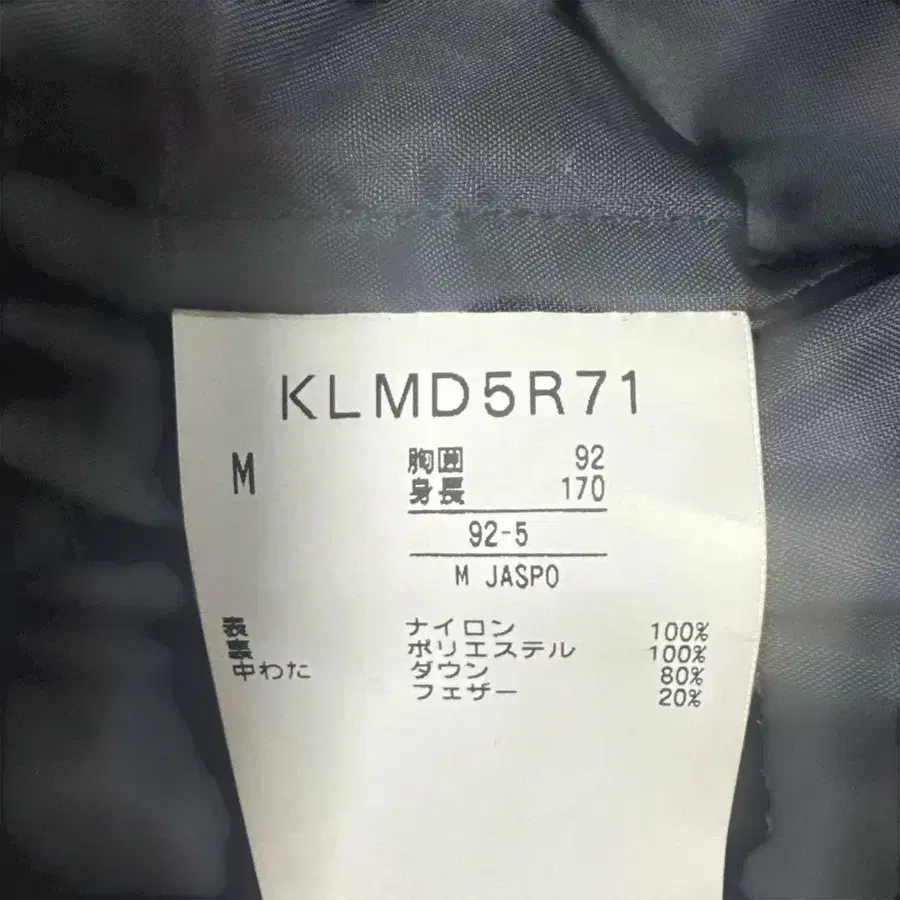 KLMD5R71
M 胸囲 92
身長 170
92-5
M JASPO
表 ナイロン 100%
裏 ポリエステル 100%
中わた ダウン 80%
フェザー 20%